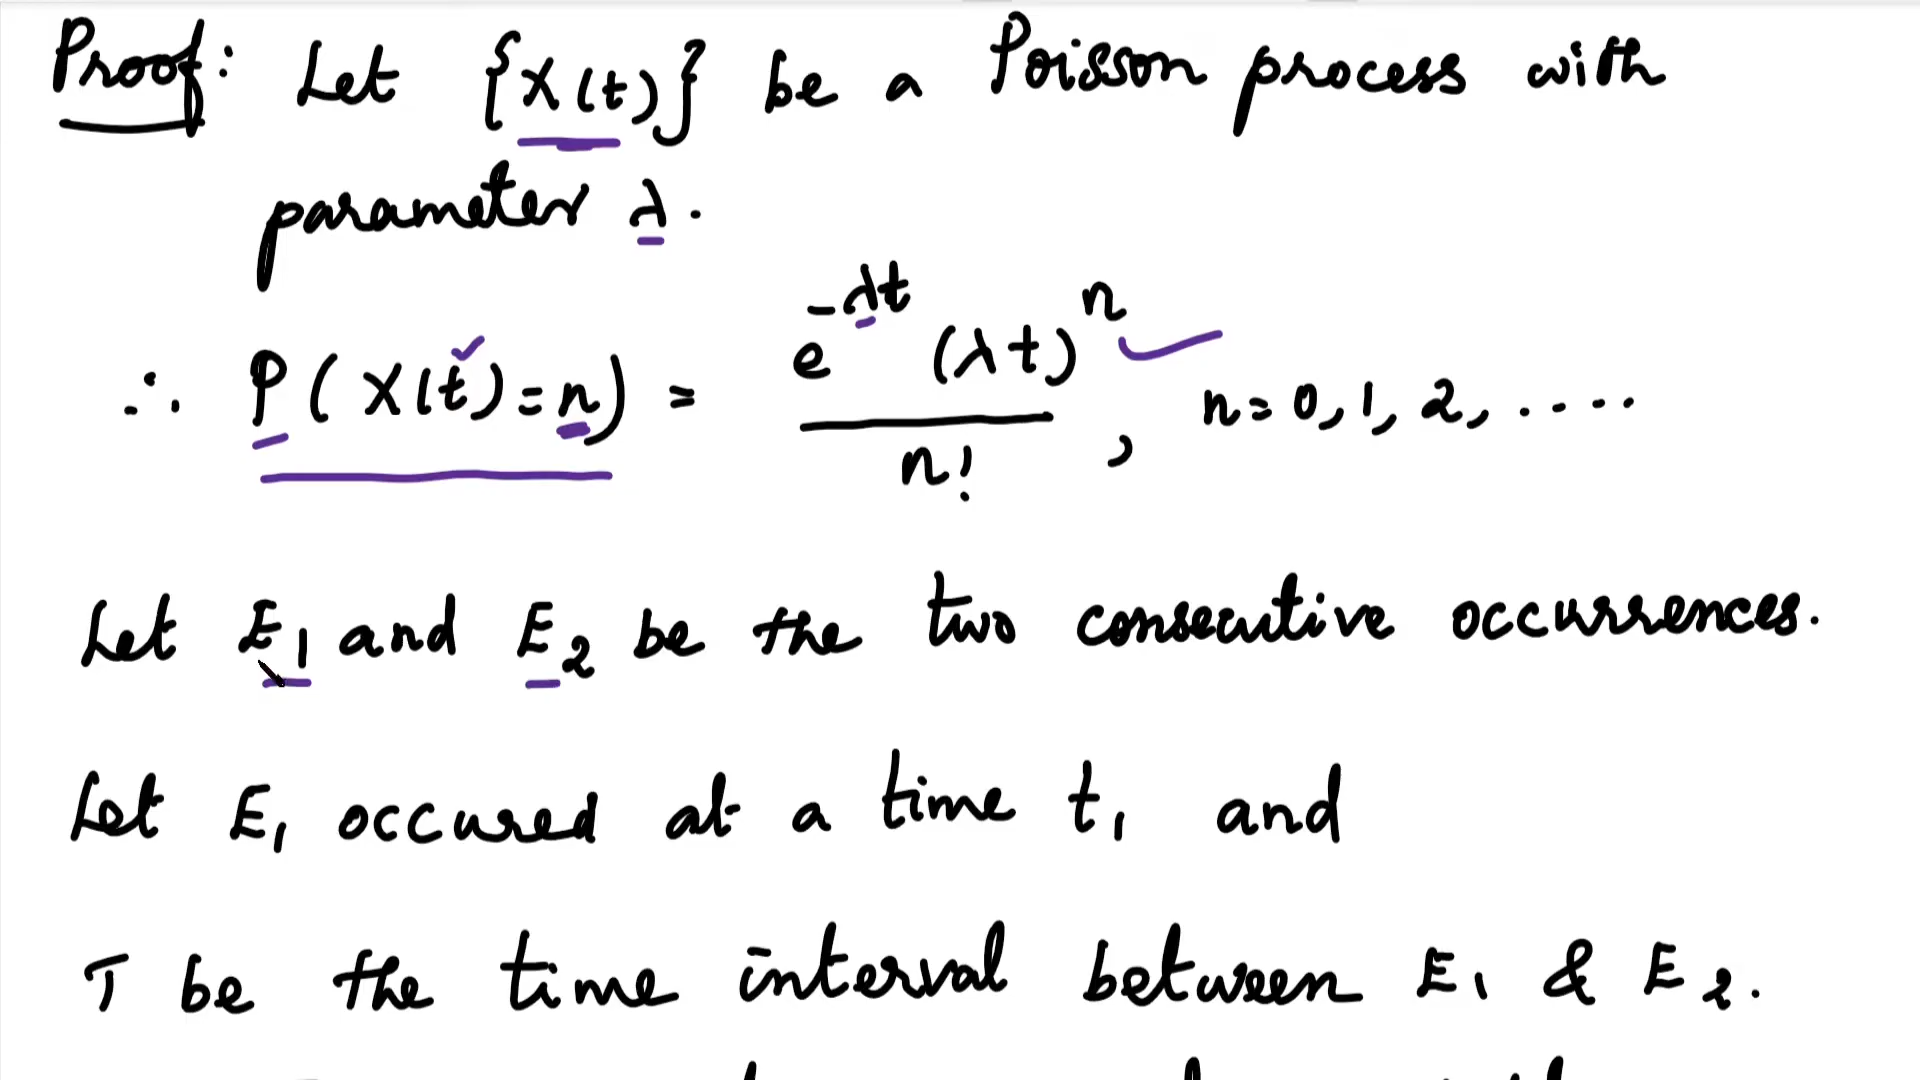 Proof: Let {X(t)} be a Poisson process with
parameter λ.
∴ P(X(t)=n) = e^{-λt} (λt)^n / n! , n=0,1,2,....
Let E1 and E2 be the two consecutive occurrences.
Let E1 occured at a time t1 and
T be the time interval between E1 & E2.